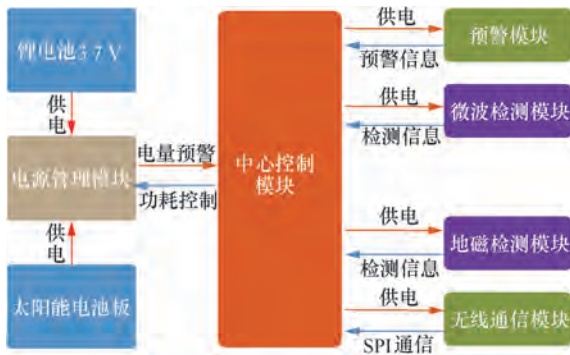 锂电池3.7V
供电
电源管理模块
供电
太阳能电池板
电量预警
功耗控制
中心控制
模块
供电
预警信息
预警模块
供电
检测信息
微波检测模块
供电
检测信息
地磁检测模块
供电
SPI通信
无线通信模块